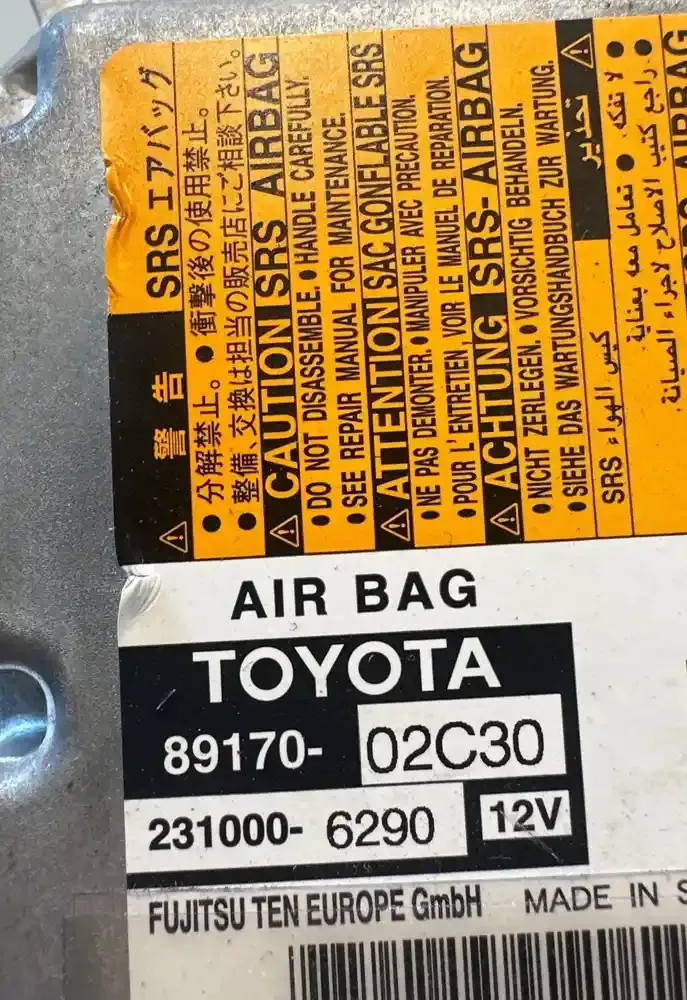 ⚠ 警告 SRS エアバッグ
●分解禁止。 ●衝撃後の使用禁止。
●整備、交換は担当の販売店にご相談下さい。
⚠ CAUTION SRS AIRBAG
●DO NOT DISASSEMBLE. ●HANDLE CAREFULLY.
●SEE REPAIR MANUAL FOR MAINTENANCE.
⚠ ATTENTION SAC GONFLABLE SRS
●NE PAS DEMONTER. ●MANIPULER AVEC PRECAUTION.
●POUR L'ENTRETIEN, VOIR LE MANUEL DE REPARATION.
⚠ ACHTUNG SRS- AIRBAG
●NICHT ZERLEGEN. ●VORSICHTIG BEHANDELN.
●SIEHE DAS WARTUNGSHANDBUCH ZUR WARTUNG.
⚠ تحذير كيس الهواء SRS
● لا تفكه. ● تعامل معه بعناية.
● راجع كتيب الاصلاح لاجراء الصيانة.
AIRBAG
AIR BAG
TOYOTA
89170- 02C30
231000- 6290 12V
FUJITSU TEN EUROPE GmbH MADE IN